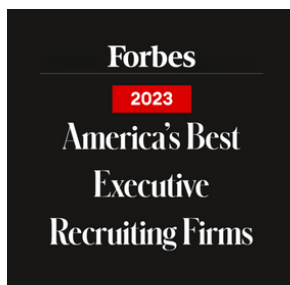 Forbes
2023
America's Best
Executive
Recruiting Firms